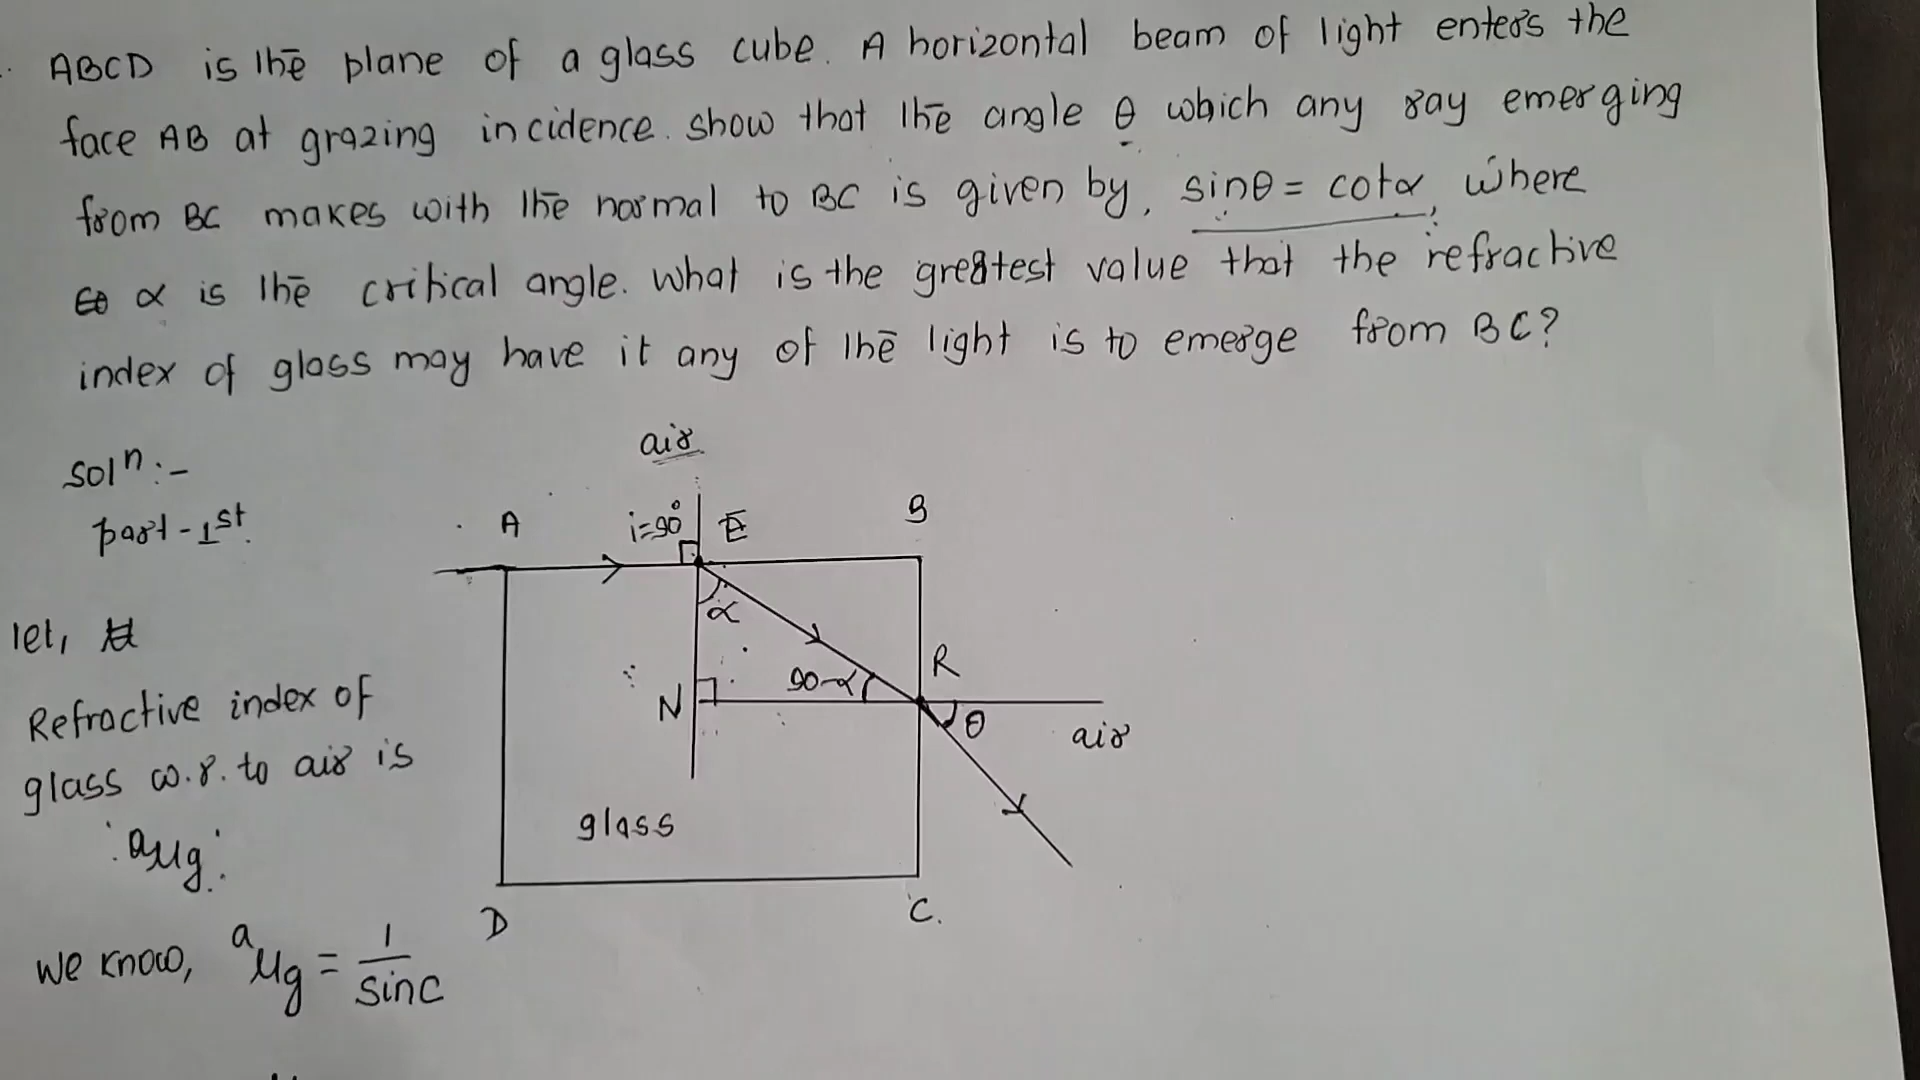 ABCD is the plane of a glass cube. A horizontal beam of light enters the
face AB at grazing incidence. show that the angle θ which any ray emerging
from BC makes with the normal to BC is given by, sinθ = cotα, where
α is the critical angle. What is the greatest value that the refractive
index of glass may have it any of the light is to emerge from BC?
air
solⁿ:-
part-1st.
A
i=90°
E
B
α
let,
R
90-α
N
θ
air
Refractive index of
glass w.r. to air is
aμg
glass
D
C.
we know, ᵃμg = 1/sinc